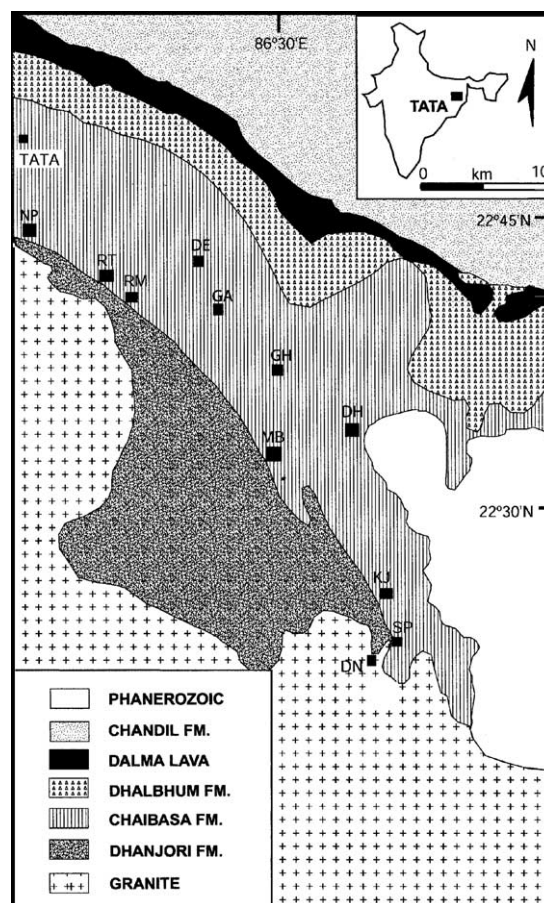 86°30'E
N
TATA
0 km 10
22°45'N
TATA
NP
RT
RM
DE
GA
GH
DH
MB
22°30'N
KJ
SP
DN
PHANEROZOIC
CHANDIL FM.
DALMA LAVA
DHALBHUM FM.
CHAIBASA FM.
DHANJORI FM.
GRANITE